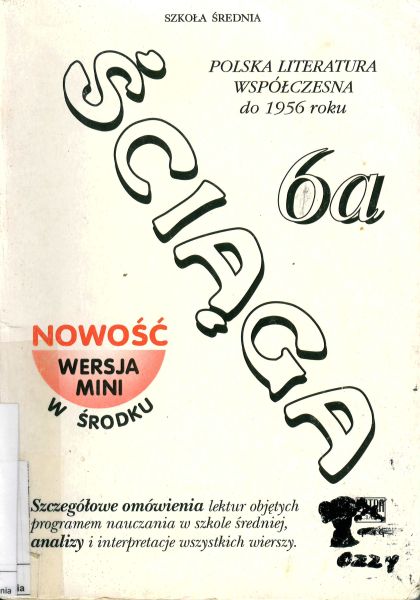 SZKOŁA ŚREDNIA
POLSKA LITERATURA
WSPÓŁCZESNA
do 1956 roku
ŚCIĄGA
6a
NOWOŚĆ
WERSJA
MINI
W ŚRODKU
Szczegółowe omówienia lektur objętych
programem nauczania w szkole średniej,
analizy i interpretacje wszystkich wierszy.